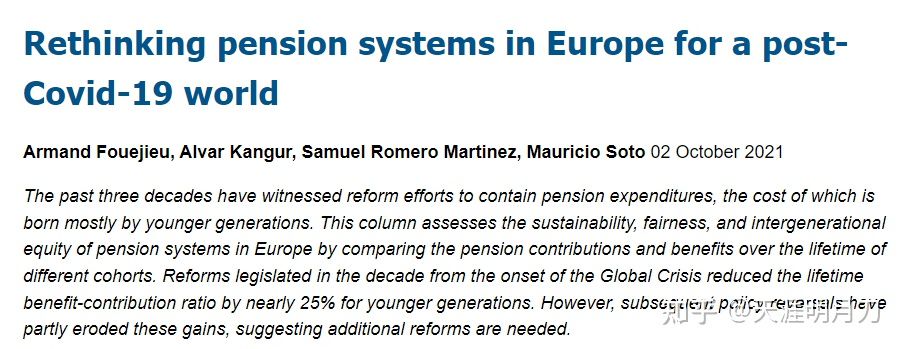 Rethinking pension systems in Europe for a post-
Covid-19 world
Armand Fouejieu, Alvar Kangur, Samuel Romero Martinez, Mauricio Soto 02 October 2021
The past three decades have witnessed reform efforts to contain pension expenditures, the cost of which is
born mostly by younger generations. This column assesses the sustainability, fairness, and intergenerational
equity of pension systems in Europe by comparing the pension contributions and benefits over the lifetime of
different cohorts. Reforms legislated in the decade from the onset of the Global Crisis reduced the lifetime
benefit-contribution ratio by nearly 25% for younger generations. However, subsequent policy reversals have
partly eroded these gains, suggesting additional reforms are needed.
知乎 @天涯明月刀